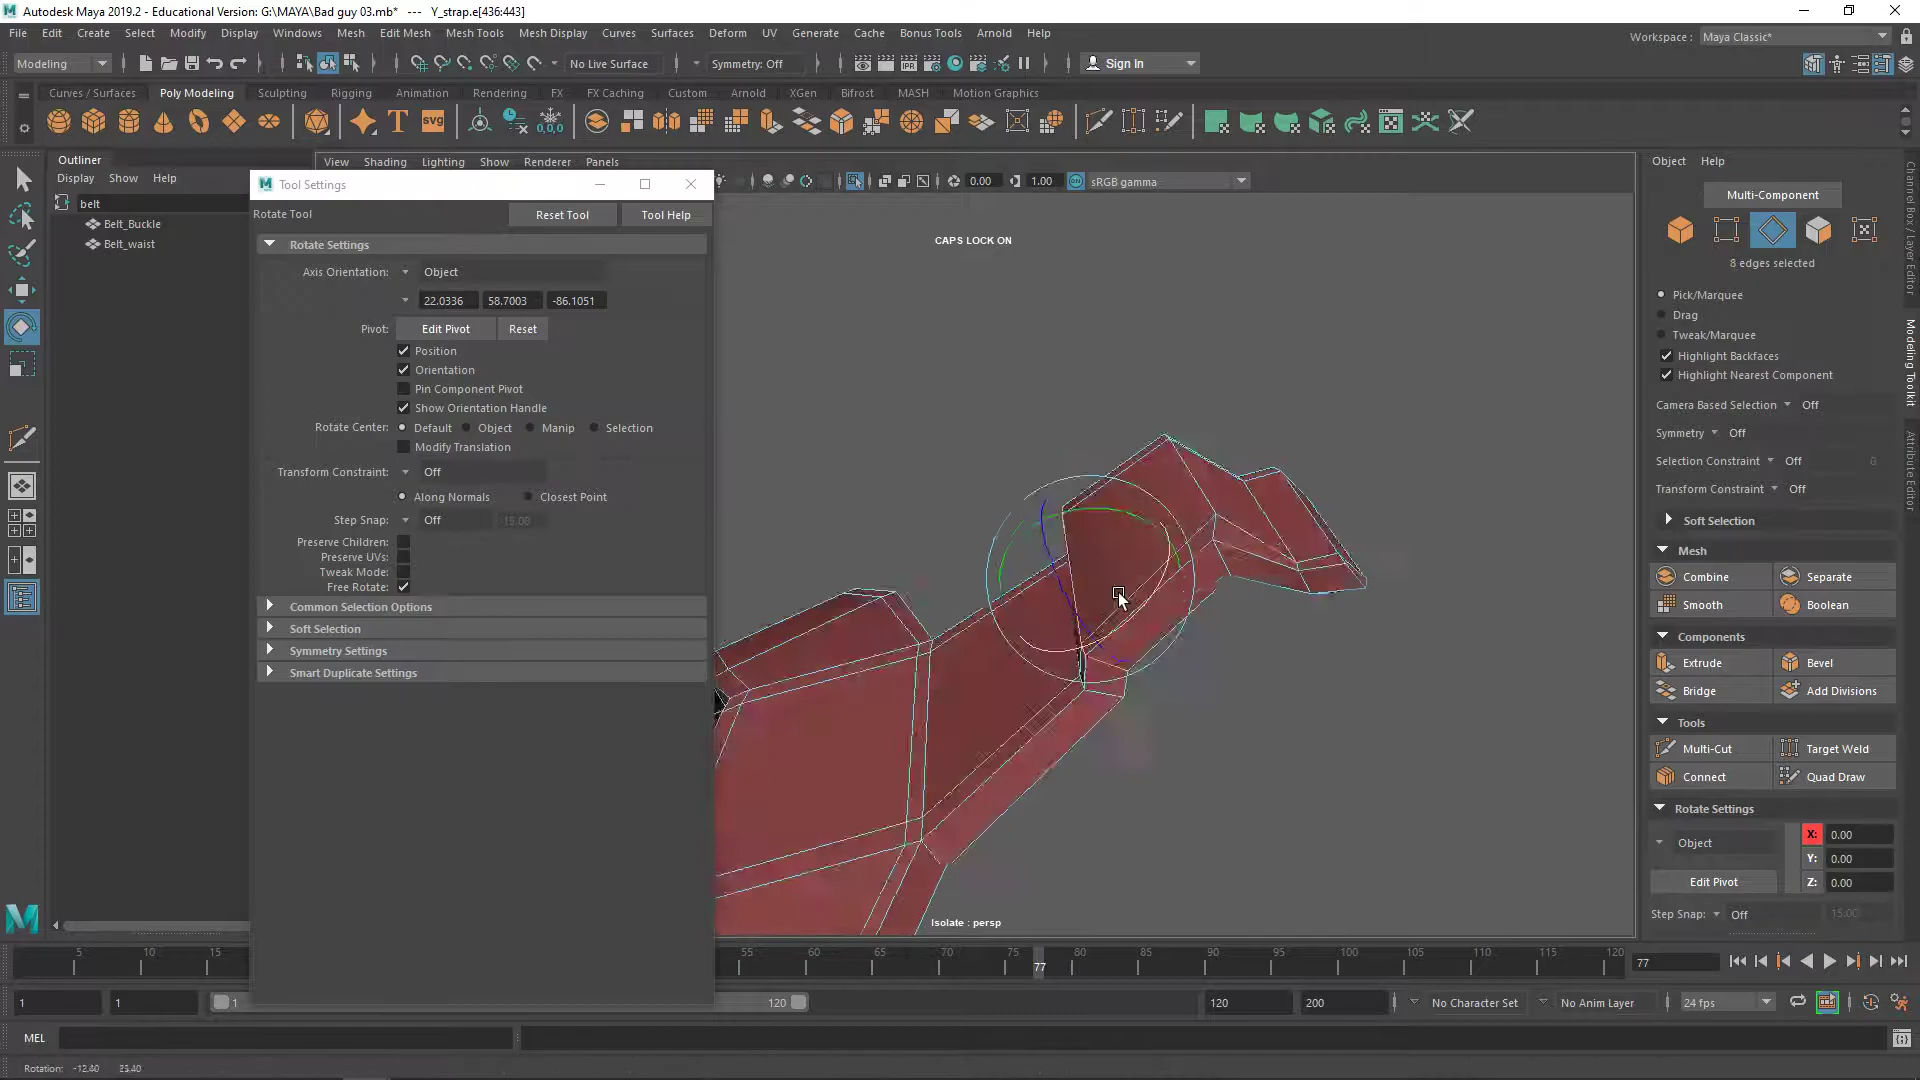 Autodesk Maya 2019.2 - Educational Version: G:\MAYA\Bad guy 03.mb* --- Y_strap.e[436:443]
File Edit Create Select Modify Display Windows Mesh Edit Mesh Mesh Tools Mesh Display Curves Surfaces Deform UV Generate Cache Bonus Tools Arnold Help
Workspace : Maya Classic*
Modeling
No Live Surface
Symmetry: Off
Sign In
Curves / Surfaces Poly Modeling Sculpting Rigging Animation Rendering FX FX Caching Custom Arnold XGen Bifrost MASH Motion Graphics
Outliner
Display Show Help
belt
Belt_Buckle
Belt_waist
View Shading Lighting Show Renderer Panels
0.00 1.00 sRGB gamma
Tool Settings
Rotate Tool Reset Tool Tool Help
Rotate Settings
Axis Orientation: Object
22.0336 58.7003 -86.1051
Pivot: Edit Pivot Reset
Position
Orientation
Pin Component Pivot
Show Orientation Handle
Rotate Center: Default Object Manip Selection
Modify Translation
Transform Constraint: Off
Along Normals Closest Point
Step Snap: Off 15.00
Preserve Children:
Preserve UVs:
Tweak Mode:
Free Rotate:
Common Selection Options
Soft Selection
Symmetry Settings
Smart Duplicate Settings
CAPS LOCK ON
Isolate : persp
Object Help
Multi-Component
8 edges selected
Pick/Marquee
Drag
Tweak/Marquee
Highlight Backfaces
Highlight Nearest Component
Camera Based Selection Off
Symmetry Off
Selection Constraint Off 0
Transform Constraint Off
Soft Selection
Mesh
Combine Separate
Smooth Boolean
Components
Extrude Bevel
Bridge Add Divisions
Tools
Multi-Cut Target Weld
Connect Quad Draw
Rotate Settings
Object
X: 0.00
Y: 0.00
Z: 0.00
Edit Pivot
Step Snap: Off 15.00
Channel Box / Layer Editor
Modeling Toolkit
Attribute Editor
5 10 15 55 60 65 70 75 77 80 85 90 95 100 105 110 115 120
77
1 1 1 120 120 200 No Character Set No Anim Layer 24 fps
MEL
Rotation: -12.40 25.40